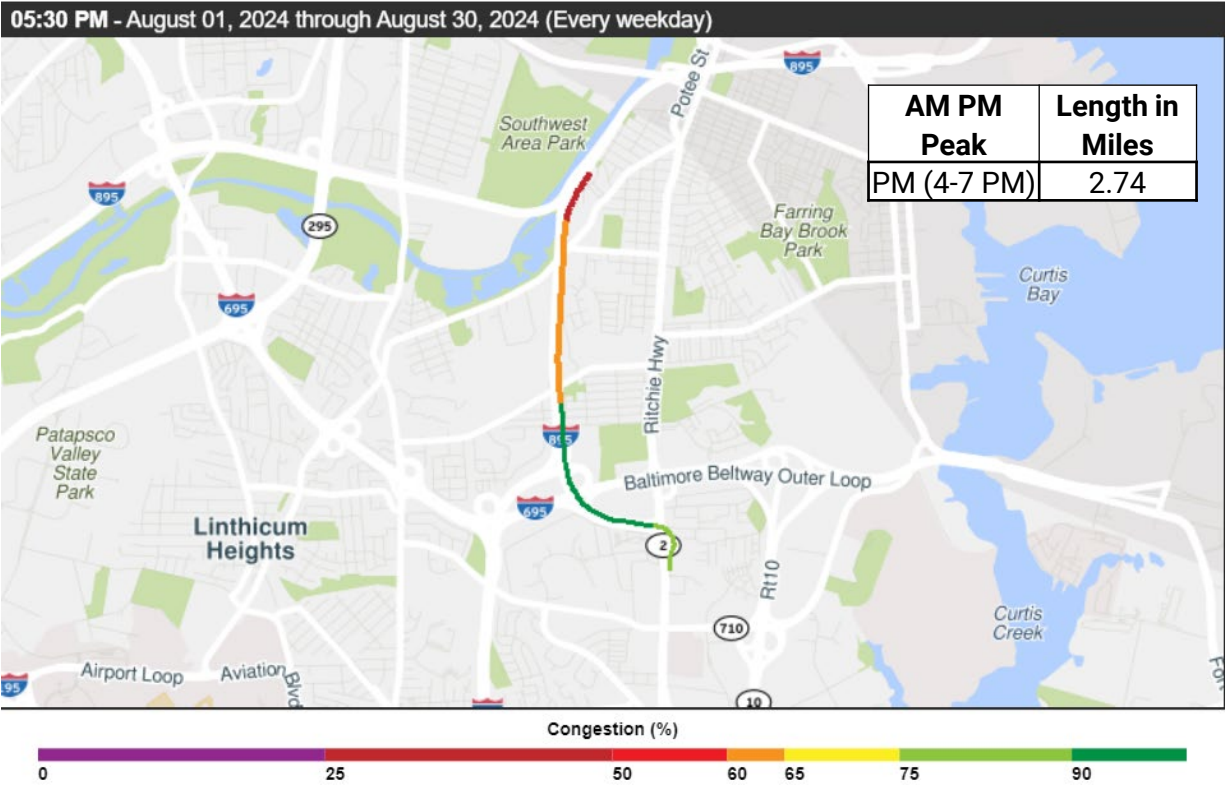 05:30 PM - August 01, 2024 through August 30, 2024 (Every weekday)
895
Potee St
AM PM Peak
Length in Miles
PM (4-7 PM)
2.74
Southwest
Area Park
895
295
Farring
Bay Brook
Park
Curtis
Bay
695
Ritchie Hwy
Patapsco
Valley
State
Park
895
Baltimore Beltway Outer Loop
695
Linthicum
Heights
2
Rt10
710
Curtis
Creek
Airport Loop
Aviation Blvd
195
10
Congestion (%)
0
25
50
60
65
75
90